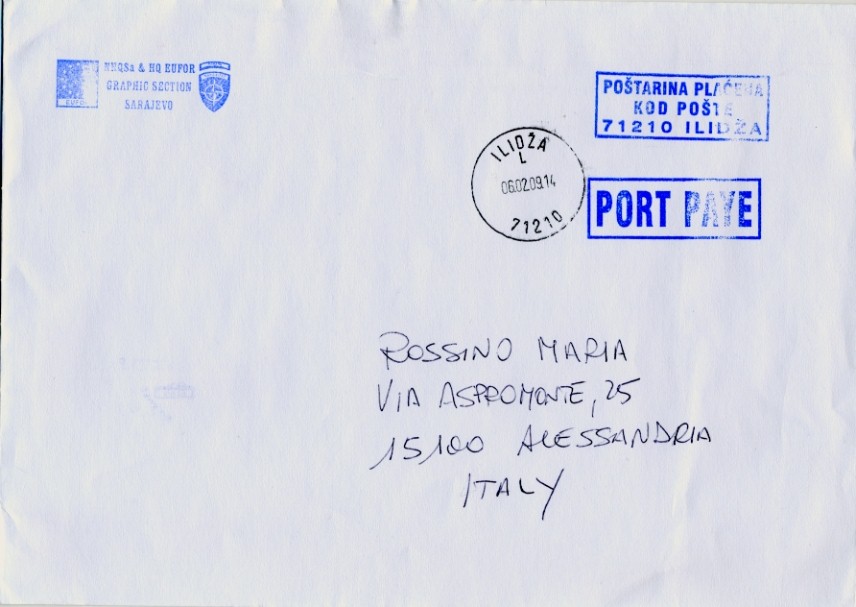 NHQSa & HQ EUFOR
GRAPHIC SECTION
SARAJEVO
EUFOR
POŠTARINA PLAĆENA
KOD POŠTE
71210 ILIDŽA
ILIDŽA
L
06.02.09.14
71210
PORT PAYE
ROSSINO MARIA
VIA ASPROMONTE, 25
15100 ALESSANDRIA
ITALY